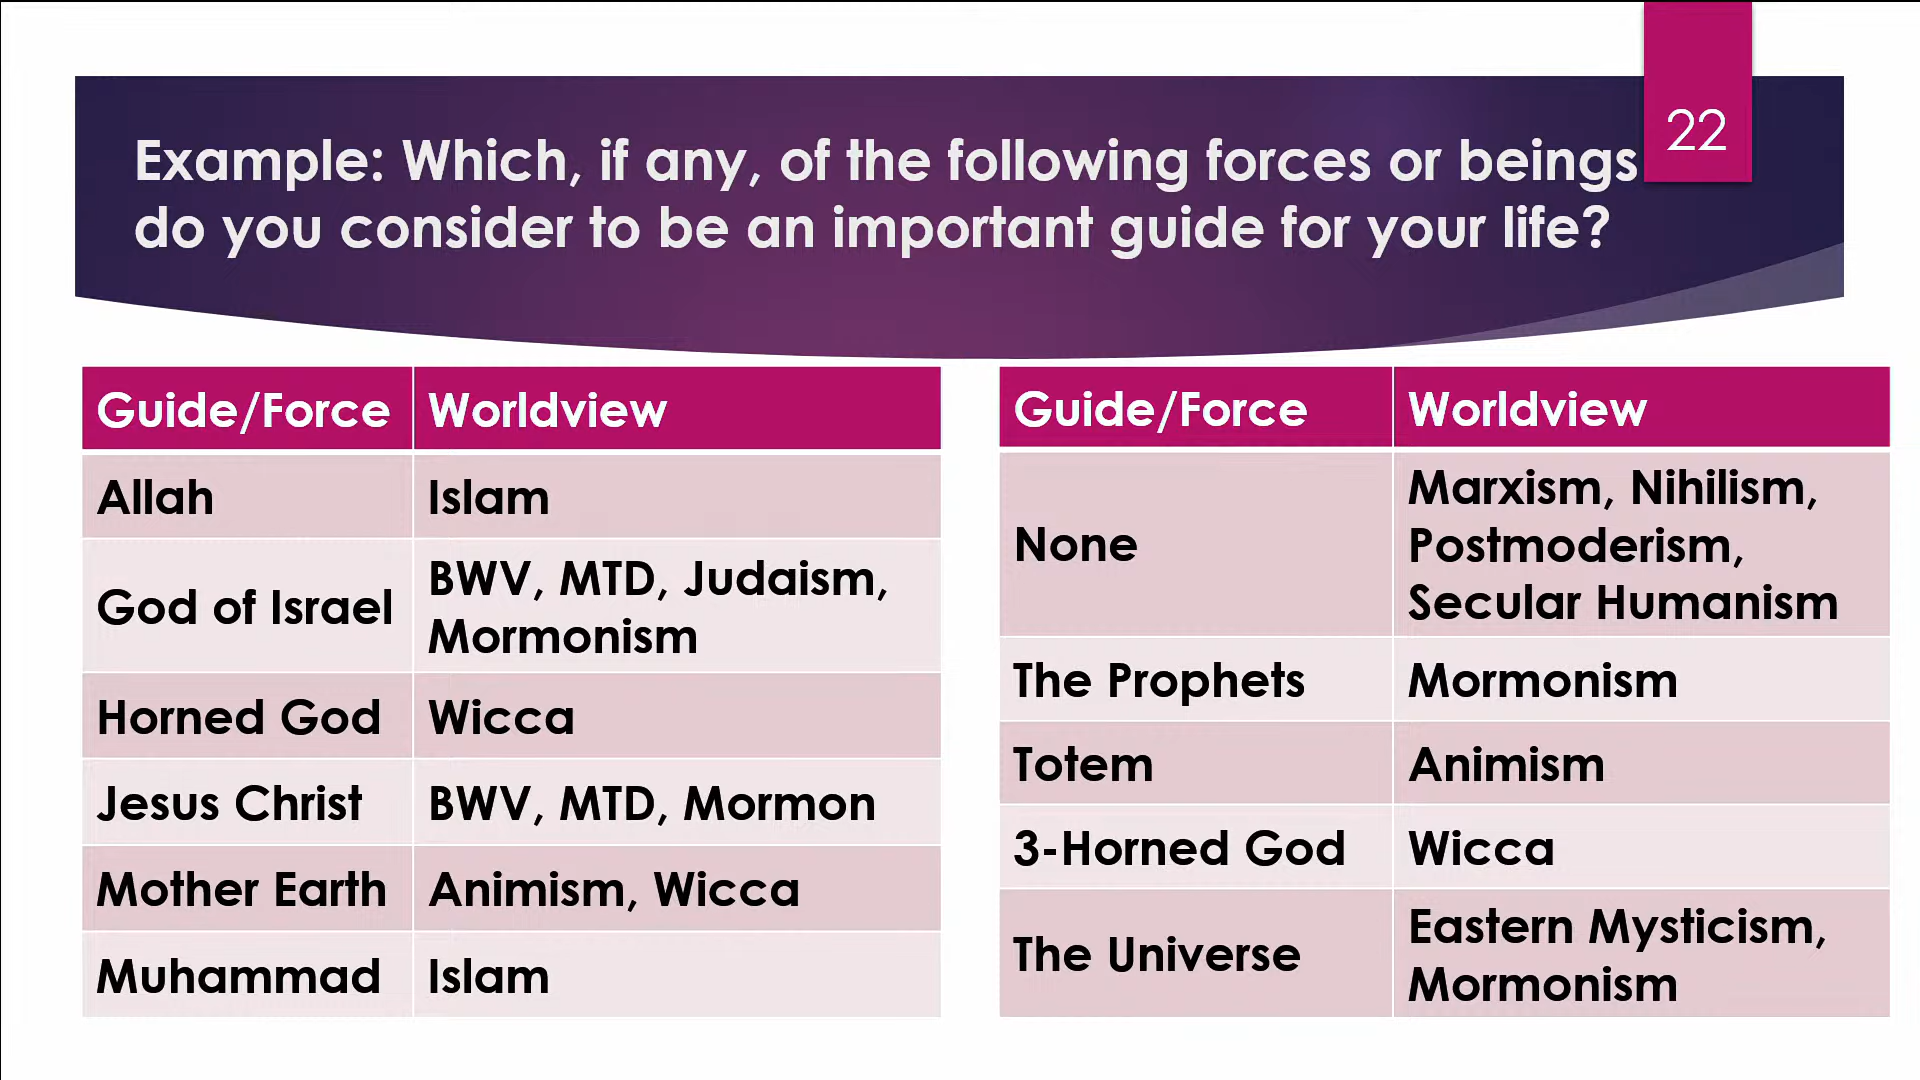 22
Example: Which, if any, of the following forces or beings
do you consider to be an important guide for your life?
Guide/Force Worldview
Allah Islam
God of Israel BWV, MTD, Judaism,
Mormonism
Horned God Wicca
Jesus Christ BWV, MTD, Mormon
Mother Earth Animism, Wicca
Muhammad Islam
Guide/Force Worldview
None Marxism, Nihilism,
Postmoderism,
Secular Humanism
The Prophets Mormonism
Totem Animism
3-Horned God Wicca
The Universe Eastern Mysticism,
Mormonism